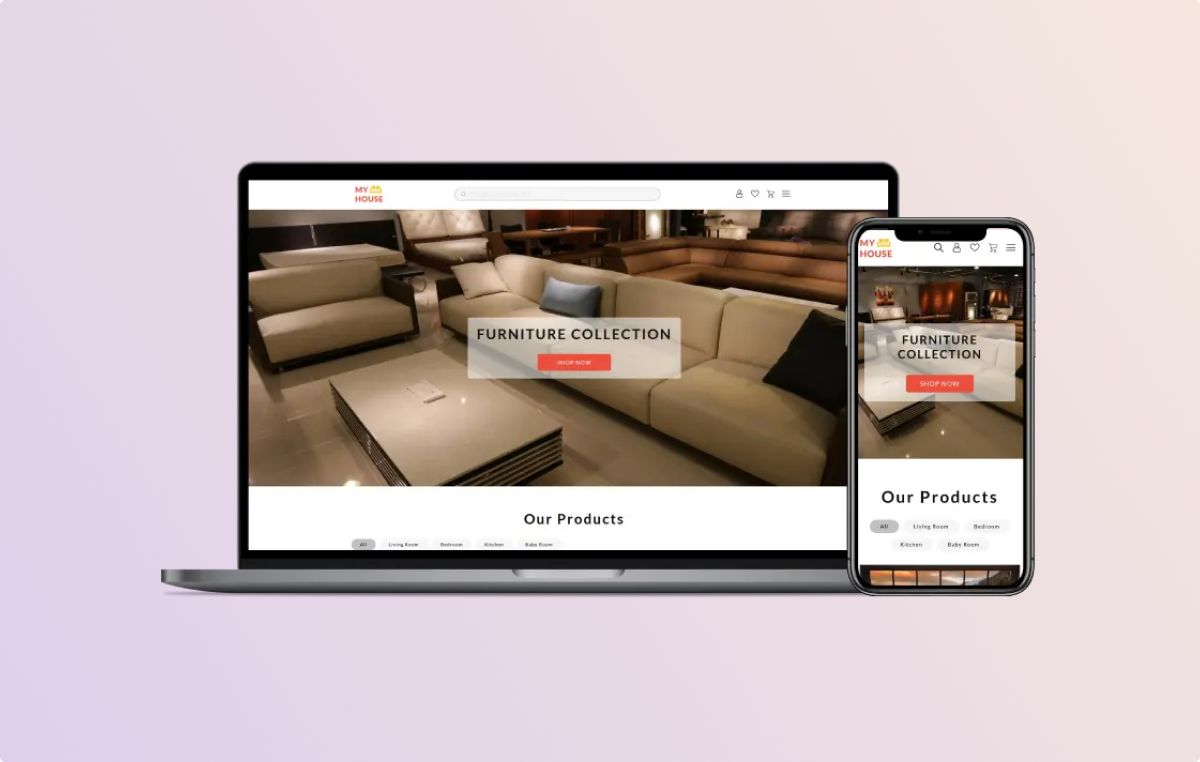 MY
HOUSE
FURNITURE COLLECTION
SHOP NOW
Our Products
All Living Room Bedroom Kitchen Baby Room
MY
HOUSE
FURNITURE
COLLECTION
SHOP NOW
Our Products
All Living Room Bedroom
Kitchen Baby Room